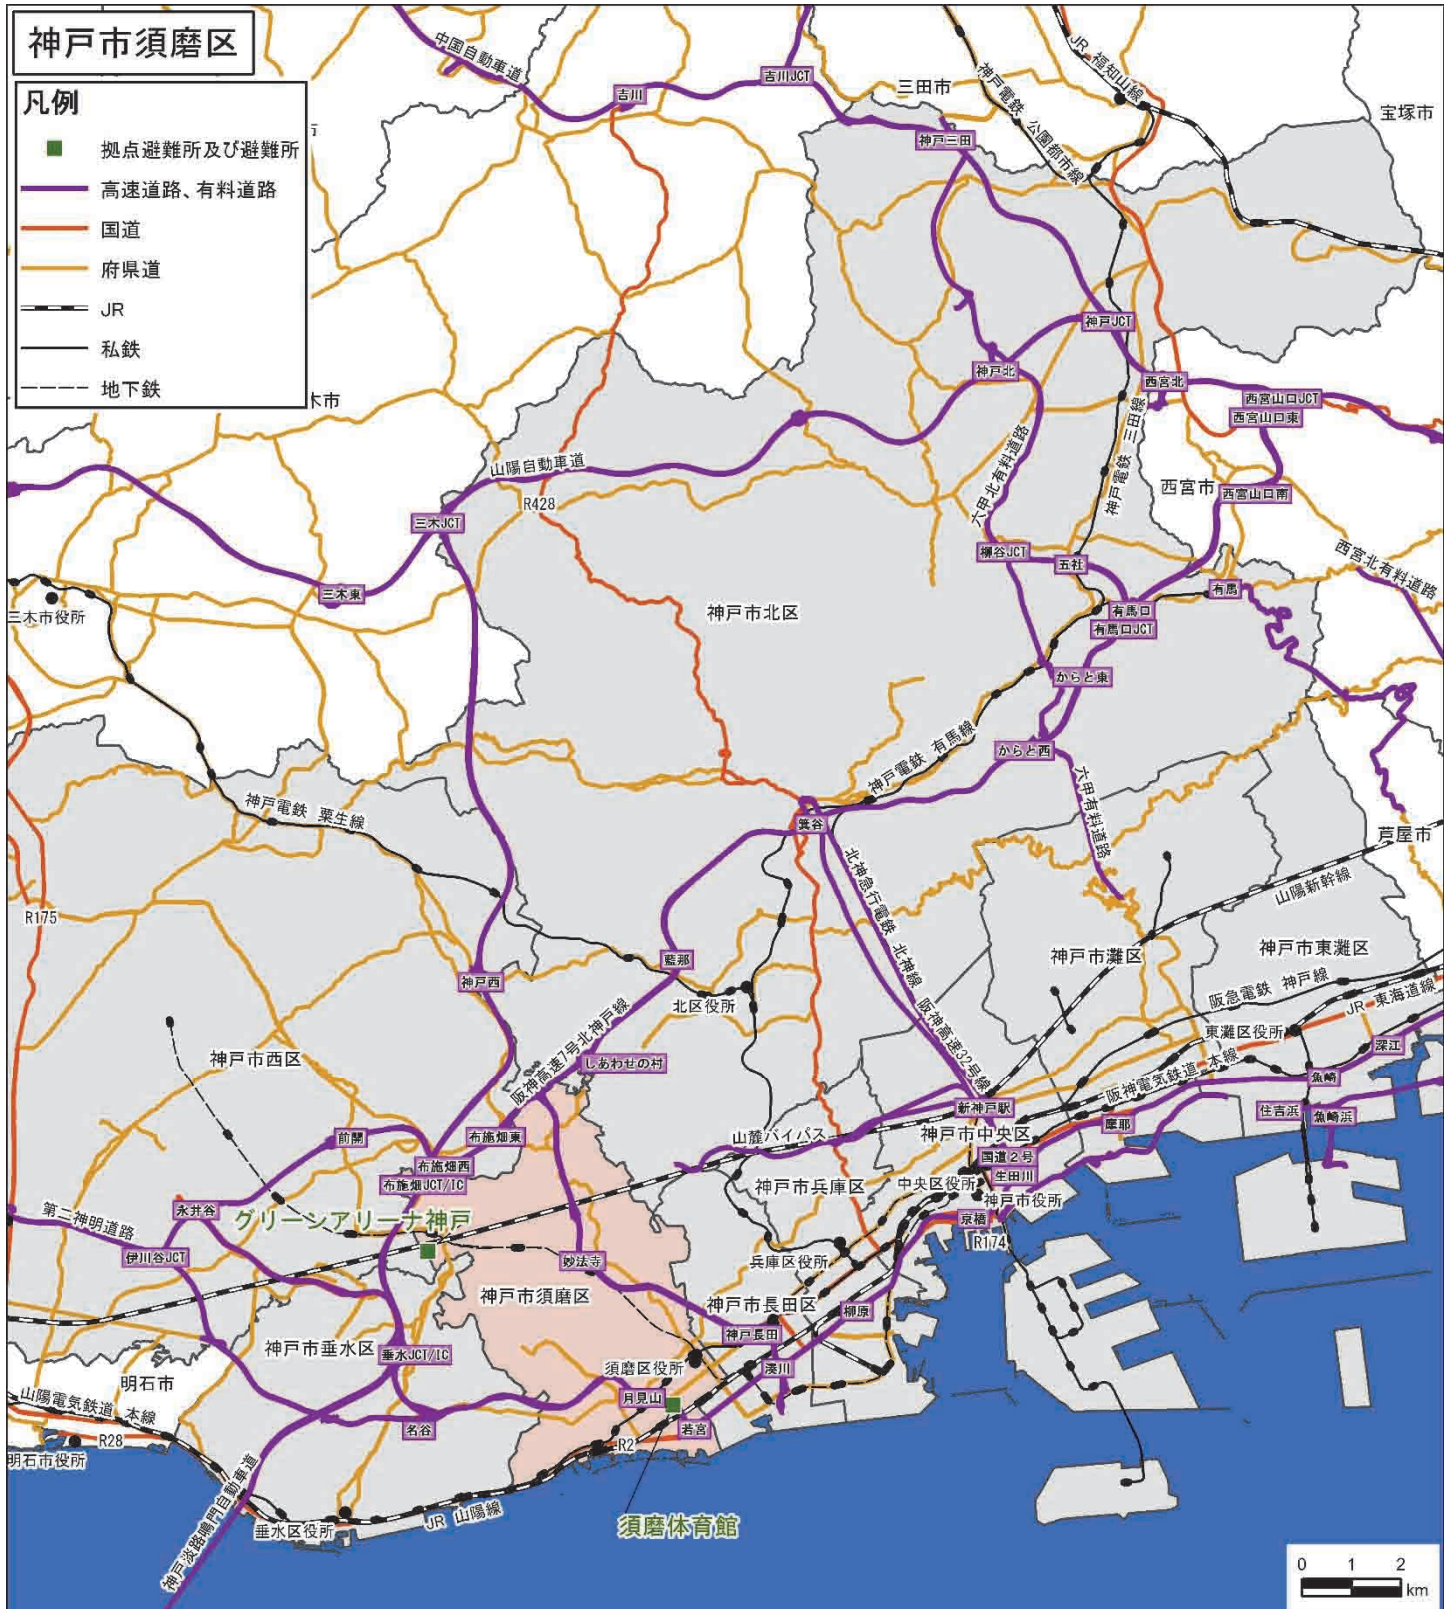 神戸市須磨区
凡例
拠点避難所及び避難所
高速道路、有料道路
国道
府県道
JR
私鉄
地下鉄
市
木市
中国自動車道
吉川
吉川JCT
三田市
神戸電鉄 公園都市線
JR 福知山線
宝塚市
神戸三田
神戸JCT
神戸北
西宮北
西宮山口JCT
西宮山口東
山陽自動車道
六甲北有料道路
神戸電鉄 三田線
西宮市
西宮山口南
R428
三木JCT
柳谷JCT
五社
西宮北有料道路
三木東
三木市役所
神戸市北区
有馬
有馬口
有馬口JCT
からと東
からと西
神戸電鉄 有馬線
六甲有料道路
神戸電鉄 粟生線
箕谷
芦屋市
北神急行電鉄 北神線
山陽新幹線
R175
神戸市灘区
神戸市東灘区
藍那
神戸西
北区役所
阪神高速32号線
阪急電鉄 神戸線
JR 東海道線
東灘区役所
深江
神戸市西区
阪神高速7号北神戸線
しあわせの村
阪神電気鉄道 本線
魚崎
新神戸駅
住吉浜
魚崎浜
摩耶
前開
布施畑東
山麓バイパス
神戸市中央区
国道2号
生田川
布施畑西
布施畑JCT/IC
神戸市兵庫区
中央区役所
神戸市役所
永井谷
グリーンアリーナ神戸
京橋
第二神明道路
R174
伊川谷JCT
妙法寺
兵庫区役所
神戸市須磨区
神戸市長田区
柳原
神戸長田
神戸市垂水区
垂水JCT/IC
須磨区役所
湊川
明石市
月見山
山陽電気鉄道 本線
名谷
若宮
R28
R2
明石市役所
神戸淡路鳴門自動車道
JR 山陽線
垂水区役所
須磨体育館
0 1 2
km